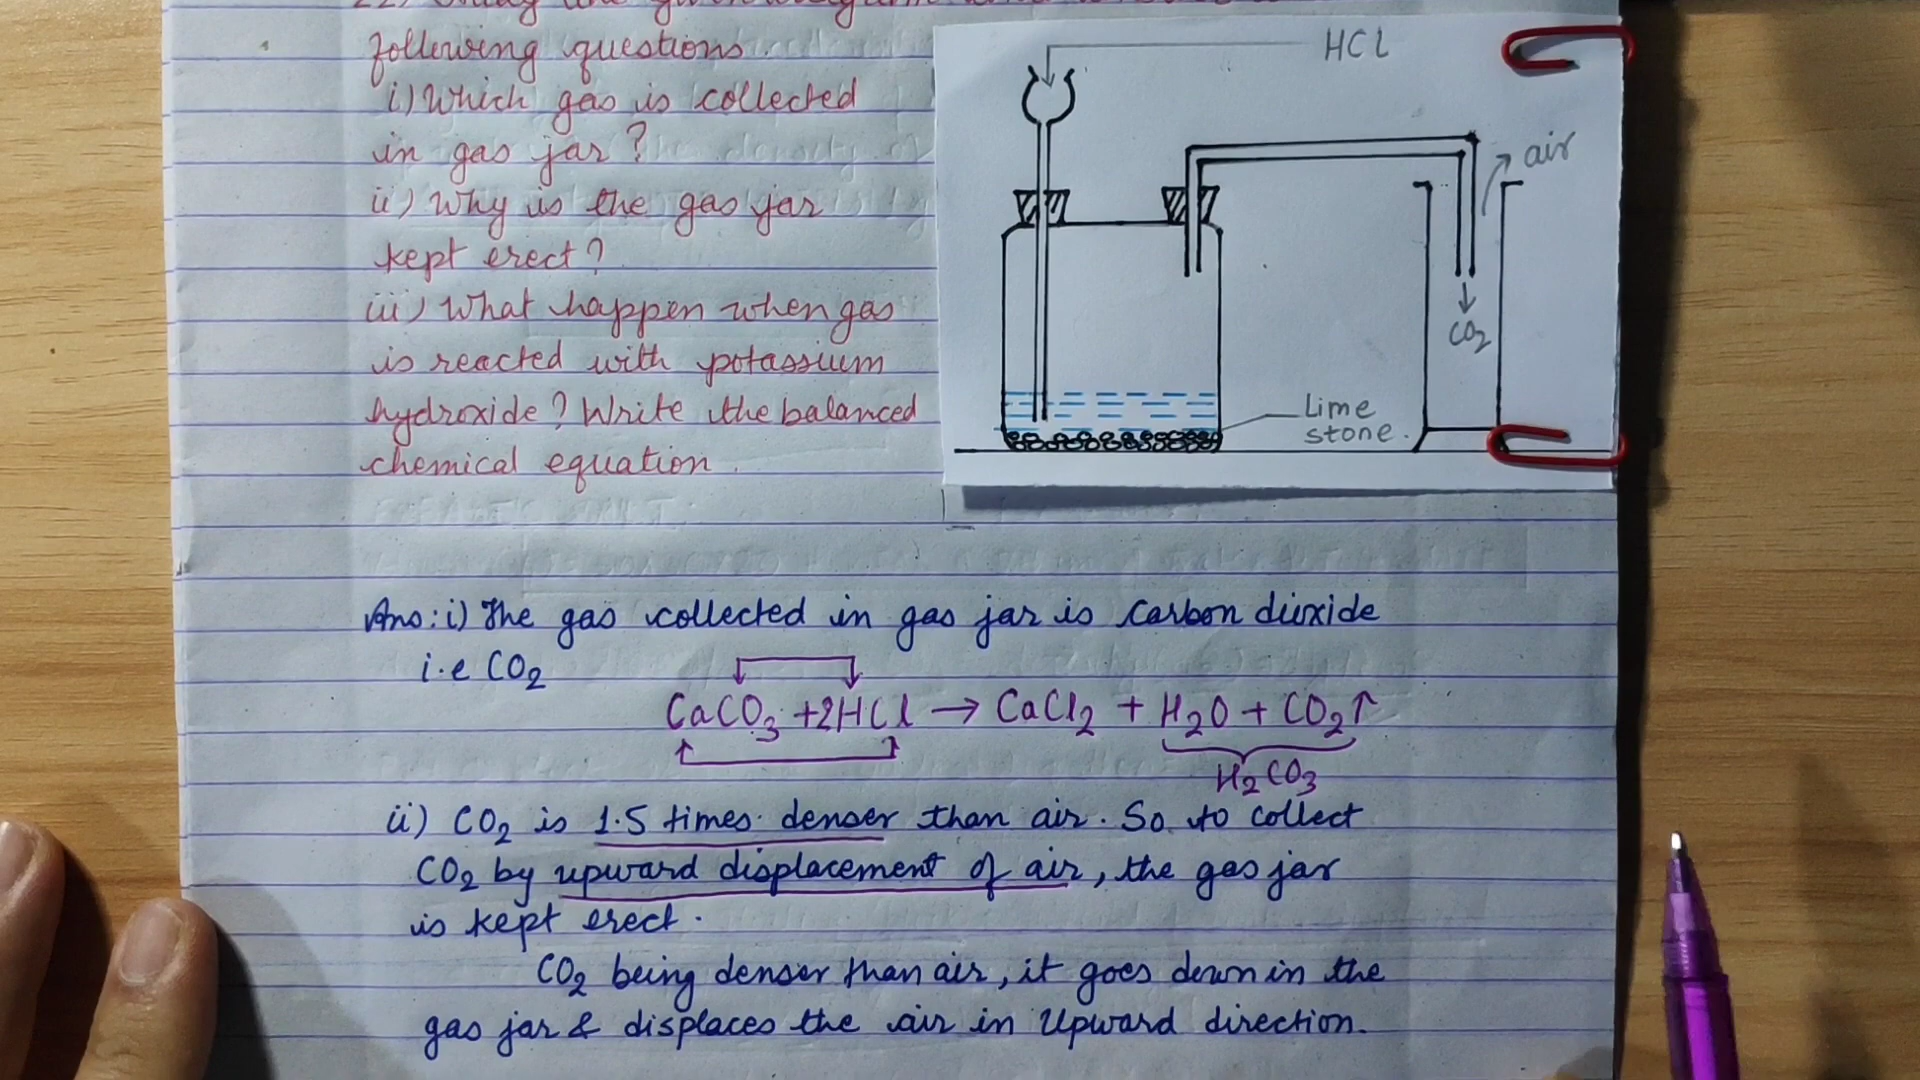 following questions
i) Which gas is collected
in gas jar?
ii) Why is the gas jar
kept erect?
iii) What happen when gas
is reacted with potassium
hydroxide? Write the balanced
chemical equation.
HCl
air
CO2
Lime
stone.
Ans: i) The gas collected in gas jar is carbon dioxide
i.e CO2
CaCO3 + 2HCl → CaCl2 + H2O + CO2↑
H2CO3
ii) CO2 is 1.5 times denser than air. So to collect
CO2 by upward displacement of air, the gas jar
is kept erect.
CO2 being denser than air, it goes down in the
gas jar & displaces the air in Upward direction.